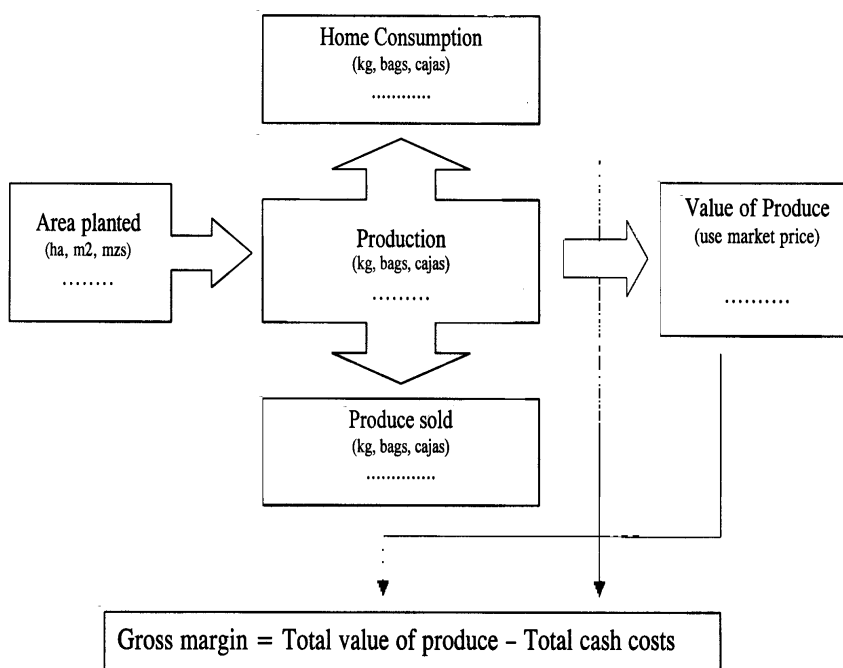 Home Consumption
(kg, bags, cajas)
............
Area planted
(ha, m2, mzs)
........
Production
(kg, bags, cajas)
.........
Value of Produce
(use market price)
..........
Produce sold
(kg, bags, cajas)
..............
Gross margin = Total value of produce – Total cash costs